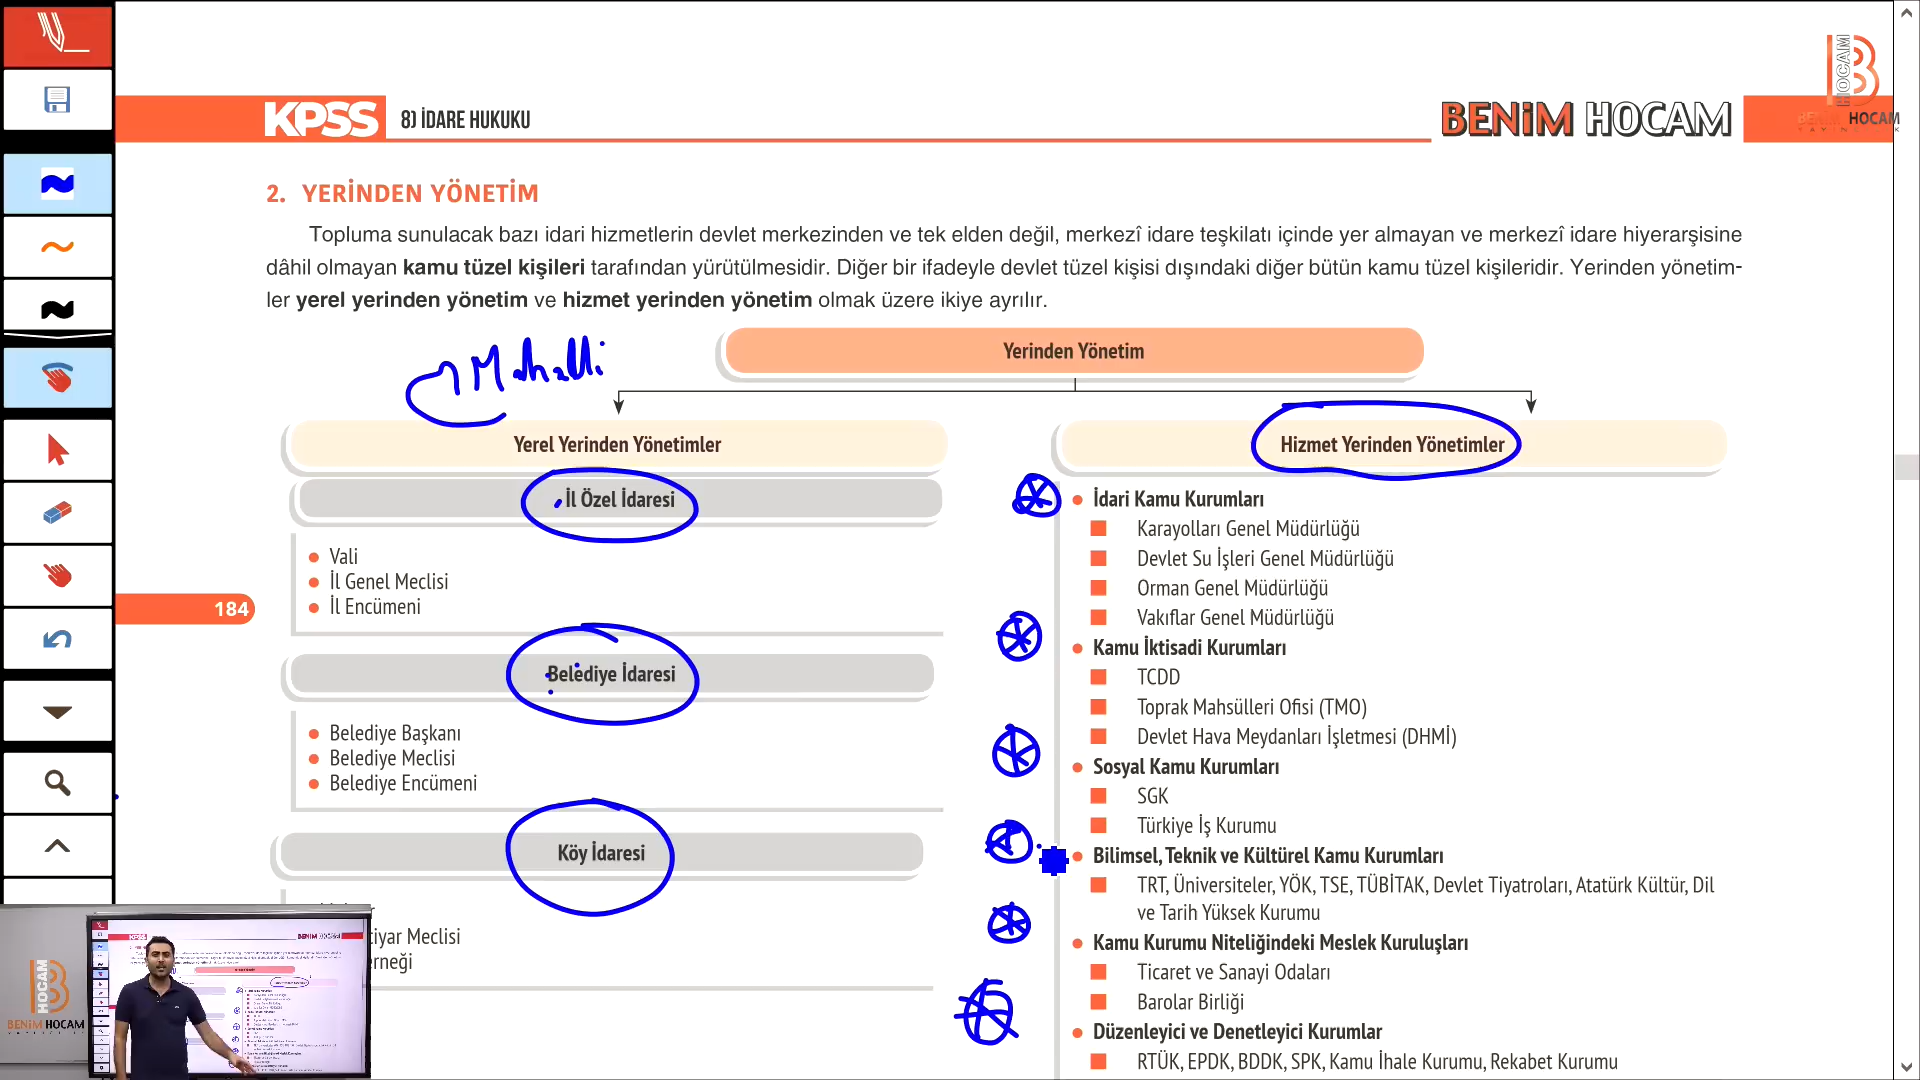 KPSS
8) İDARE HUKUKU
BENiM HOCAM
HOCAM
BENİM HOCAM
2. YERİNDEN YÖNETİM
Topluma sunulacak bazı idari hizmetlerin devlet merkezinden ve tek elden değil, merkezî idare teşkilatı içinde yer almayan ve merkezî idare hiyerarşisine
dâhil olmayan kamu tüzel kişileri tarafından yürütülmesidir. Diğer bir ifadeyle devlet tüzel kişisi dışındaki diğer bütün kamu tüzel kişileridir. Yerinden yönetim-
ler yerel yerinden yönetim ve hizmet yerinden yönetim olmak üzere ikiye ayrılır.
Mahalli
Yerinden Yönetim
Yerel Yerinden Yönetimler
İl Özel İdaresi
Vali
İl Genel Meclisi
İl Encümeni
184
Belediye İdaresi
Belediye Başkanı
Belediye Meclisi
Belediye Encümeni
Köy İdaresi
tiyar Meclisi
erneği
Hizmet Yerinden Yönetimler
İdari Kamu Kurumları
Karayolları Genel Müdürlüğü
Devlet Su İşleri Genel Müdürlüğü
Orman Genel Müdürlüğü
Vakıflar Genel Müdürlüğü
Kamu İktisadi Kurumları
TCDD
Toprak Mahsülleri Ofisi (TMO)
Devlet Hava Meydanları İşletmesi (DHMİ)
Sosyal Kamu Kurumları
SGK
Türkiye İş Kurumu
Bilimsel, Teknik ve Kültürel Kamu Kurumları
TRT, Üniversiteler, YÖK, TSE, TÜBİTAK, Devlet Tiyatroları, Atatürk Kültür, Dil
ve Tarih Yüksek Kurumu
Kamu Kurumu Niteliğindeki Meslek Kuruluşları
Ticaret ve Sanayi Odaları
Barolar Birliği
Düzenleyici ve Denetleyici Kurumlar
RTÜK, EPDK, BDDK, SPK, Kamu İhale Kurumu, Rekabet Kurumu
HOCAM
BENİM HOCAM